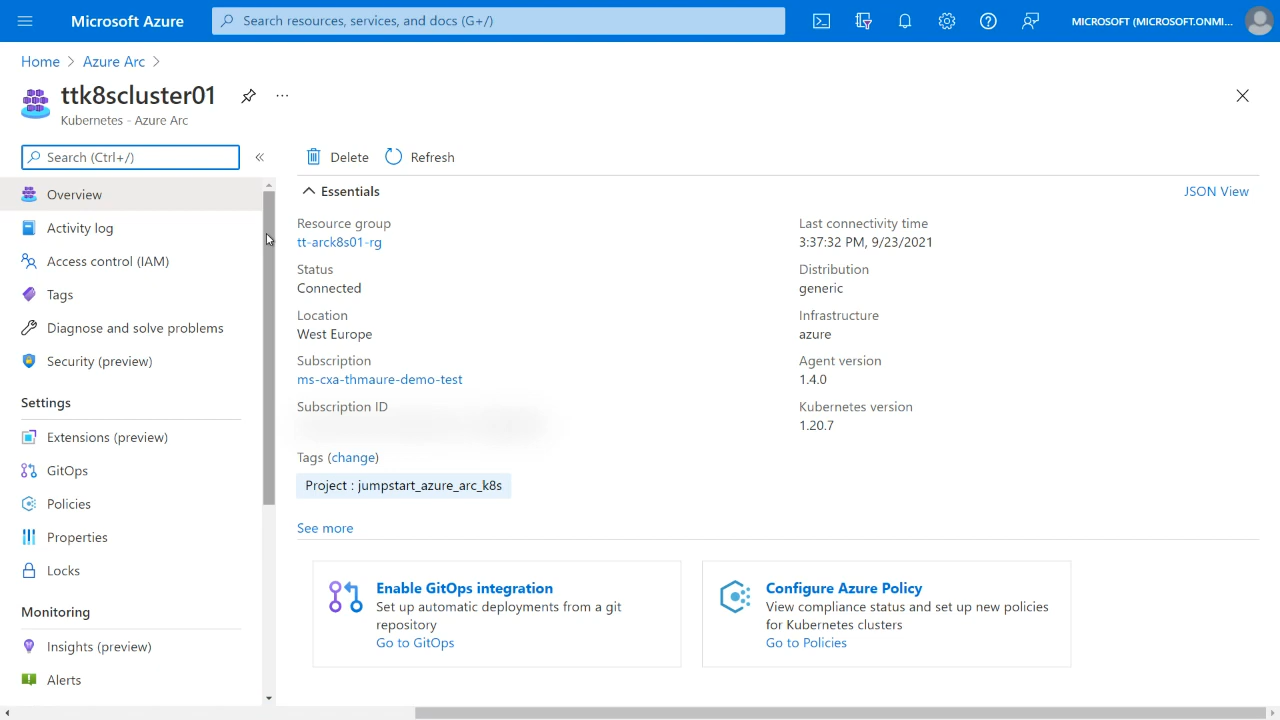 Microsoft Azure
Search resources, services, and docs (G+/)
MICROSOFT (MICROSOFT.ONMI...
Home > Azure Arc >
ttk8scluster01
...
Kubernetes - Azure Arc
Search (Ctrl+/)
«
Overview
Activity log
Access control (IAM)
Tags
Diagnose and solve problems
Security (preview)
Settings
Extensions (preview)
GitOps
Policies
Properties
Locks
Monitoring
Insights (preview)
Alerts
Delete
Refresh
Essentials
JSON View
Resource group
tt-arck8s01-rg
Status
Connected
Location
West Europe
Subscription
ms-cxa-thmaure-demo-test
Subscription ID
Last connectivity time
3:37:32 PM, 9/23/2021
Distribution
generic
Infrastructure
azure
Agent version
1.4.0
Kubernetes version
1.20.7
Tags (change)
Project : jumpstart_azure_arc_k8s
See more
Enable GitOps integration
Set up automatic deployments from a git
repository
Go to GitOps
Configure Azure Policy
View compliance status and set up new policies
for Kubernetes clusters
Go to Policies